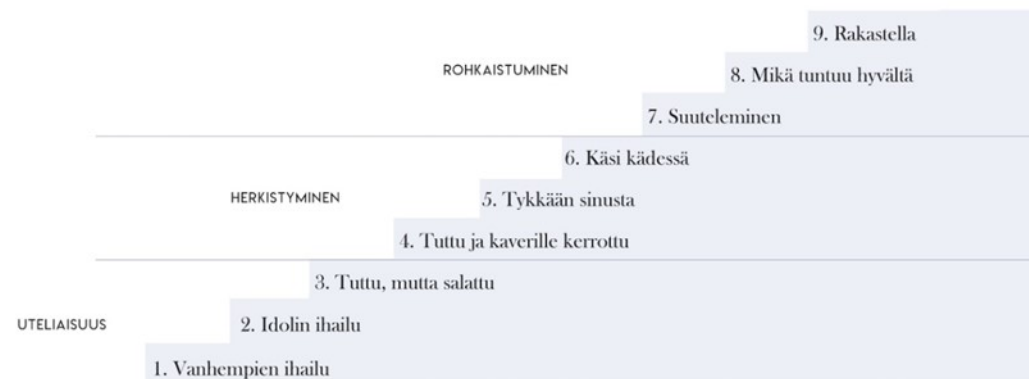 9. Rakastella
ROHKAISTUMINEN
8. Mikä tuntuu hyvältä
7. Suuteleminen
6. Käsi kädessä
HERKISTYMINEN
5. Tykkään sinusta
4. Tuttu ja kaverille kerrottu
3. Tuttu, mutta salattu
UTELIAISUUS
2. Idolin ihailu
1. Vanhempien ihailu